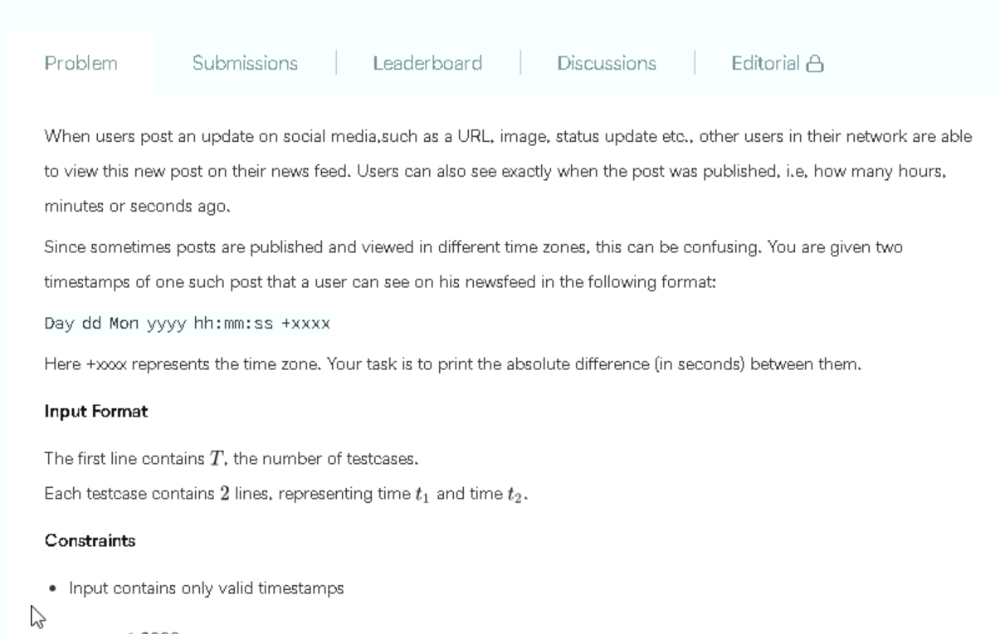 Problem
Submissions
Leaderboard
Discussions
Editorial
When users post an update on social media,such as a URL, image, status update etc., other users in their network are able
to view this new post on their news feed. Users can also see exactly when the post was published, i.e, how many hours,
minutes or seconds ago.
Since sometimes posts are published and viewed in different time zones, this can be confusing. You are given two
timestamps of one such post that a user can see on his newsfeed in the following format:
Day dd Mon yyyy hh:mm:ss +xxxx
Here +xxxx represents the time zone. Your task is to print the absolute difference (in seconds) between them.
Input Format
The first line contains T, the number of testcases.
Each testcase contains 2 lines, representing time t₁ and time t₂.
Constraints
• Input contains only valid timestamps